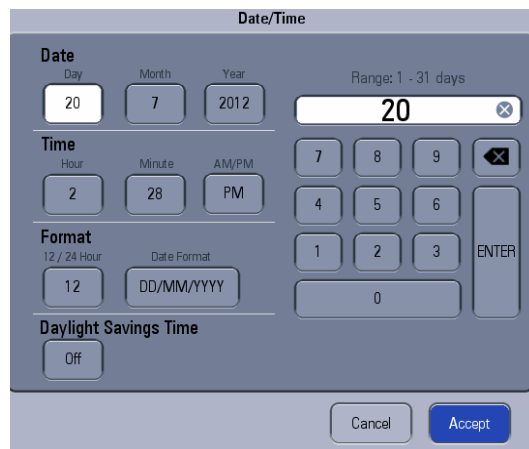 Date/Time
Date
Day Month Year
20 7 2012
Time
Hour Minute AM/PM
2 28 PM
Format
12 / 24 Hour Date Format
12 DD/MM/YYYY
Daylight Savings Time
Off
Range: 1 - 31 days
20
7 8 9
4 5 6
1 2 3 ENTER
0
Cancel Accept